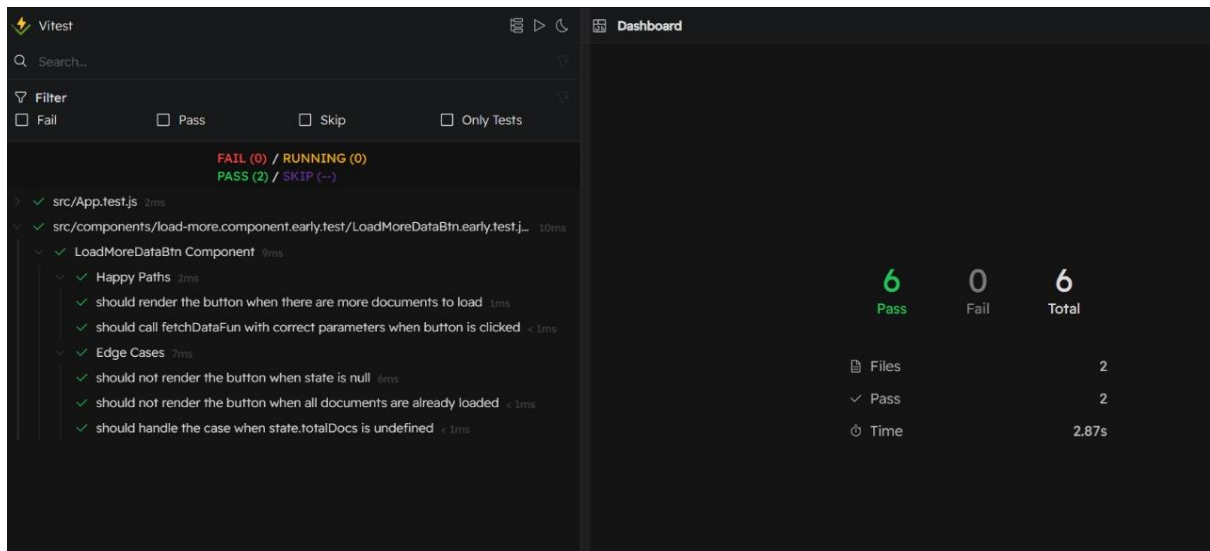 Vitest
Search...
Filter
Fail Pass Skip Only Tests
FAIL (0) / RUNNING (0)
PASS (2) / SKIP (--)
src/App.test.js 2ms
src/components/load-more.component.early.test/LoadMoreDataBtn.early.test.j... 10ms
LoadMoreDataBtn Component 9ms
Happy Paths 2ms
should render the button when there are more documents to load 1ms
should call fetchDataFun with correct parameters when button is clicked < 1ms
Edge Cases 7ms
should not render the button when state is null 6ms
should not render the button when all documents are already loaded < 1ms
should handle the case when state.totalDocs is undefined < 1ms
Dashboard
6 0 6
Pass Fail Total
Files 2
Pass 2
Time 2.87s